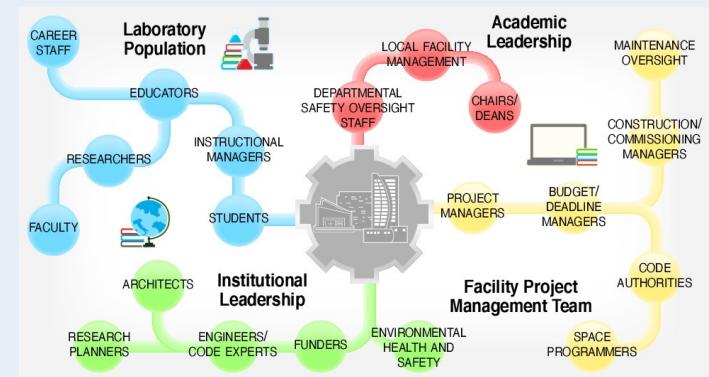 CAREER
STAFF
Laboratory
Population
EDUCATORS
RESEARCHERS
INSTRUCTIONAL
MANAGERS
FACULTY
STUDENTS
Academic
Leadership
LOCAL FACILITY
MANAGEMENT
DEPARTMENTAL
SAFETY OVERSIGHT
STAFF
CHAIRS/
DEANS
MAINTENANCE
OVERSIGHT
CONSTRUCTION/
COMMISSIONING
MANAGERS
PROJECT
MANAGERS
BUDGET/
DEADLINE
MANAGERS
CODE
AUTHORITIES
SPACE
PROGRAMMERS
Facility Project
Management Team
Institutional
Leadership
ARCHITECTS
RESEARCH
PLANNERS
ENGINEERS/
CODE EXPERTS
FUNDERS
ENVIRONMENTAL
HEALTH AND
SAFETY